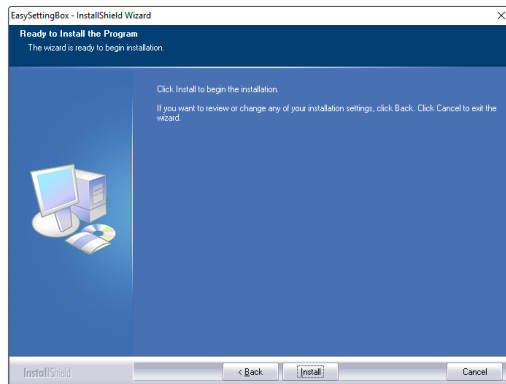 EasySettingBox - InstallShield Wizard
Ready to Install the Program
The wizard is ready to begin installation.
Click Install to begin the installation.
If you want to review or change any of your installation settings, click Back. Click Cancel to exit the
wizard.
InstallShield
< Back
Install
Cancel